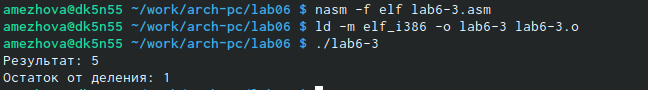 amezhova@dk5n55 ~/work/arch-pc/lab06 $ nasm -f elf lab6-3.asm
amezhova@dk5n55 ~/work/arch-pc/lab06 $ ld -m elf_i386 -o lab6-3 lab6-3.o
amezhova@dk5n55 ~/work/arch-pc/lab06 $ ./lab6-3
Результат: 5
Остаток от деления: 1
amezhova@dk5n55 ~/work/arch-pc/lab06 $